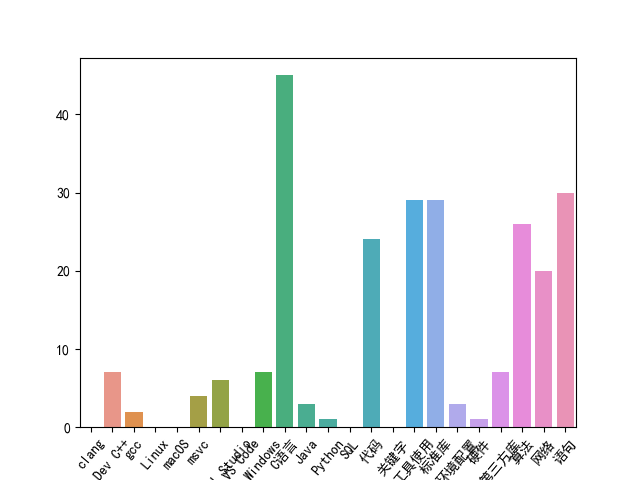 40
30
20
10
0
clang
Dev C++
gcc
Linux
macOS
msvc
l Studio
VS Code
Windows
C语言
Java
Python
SQL
代码
关键字
工具使用
标准库
环境配置
硬件
第三方库
算法
网络
语句